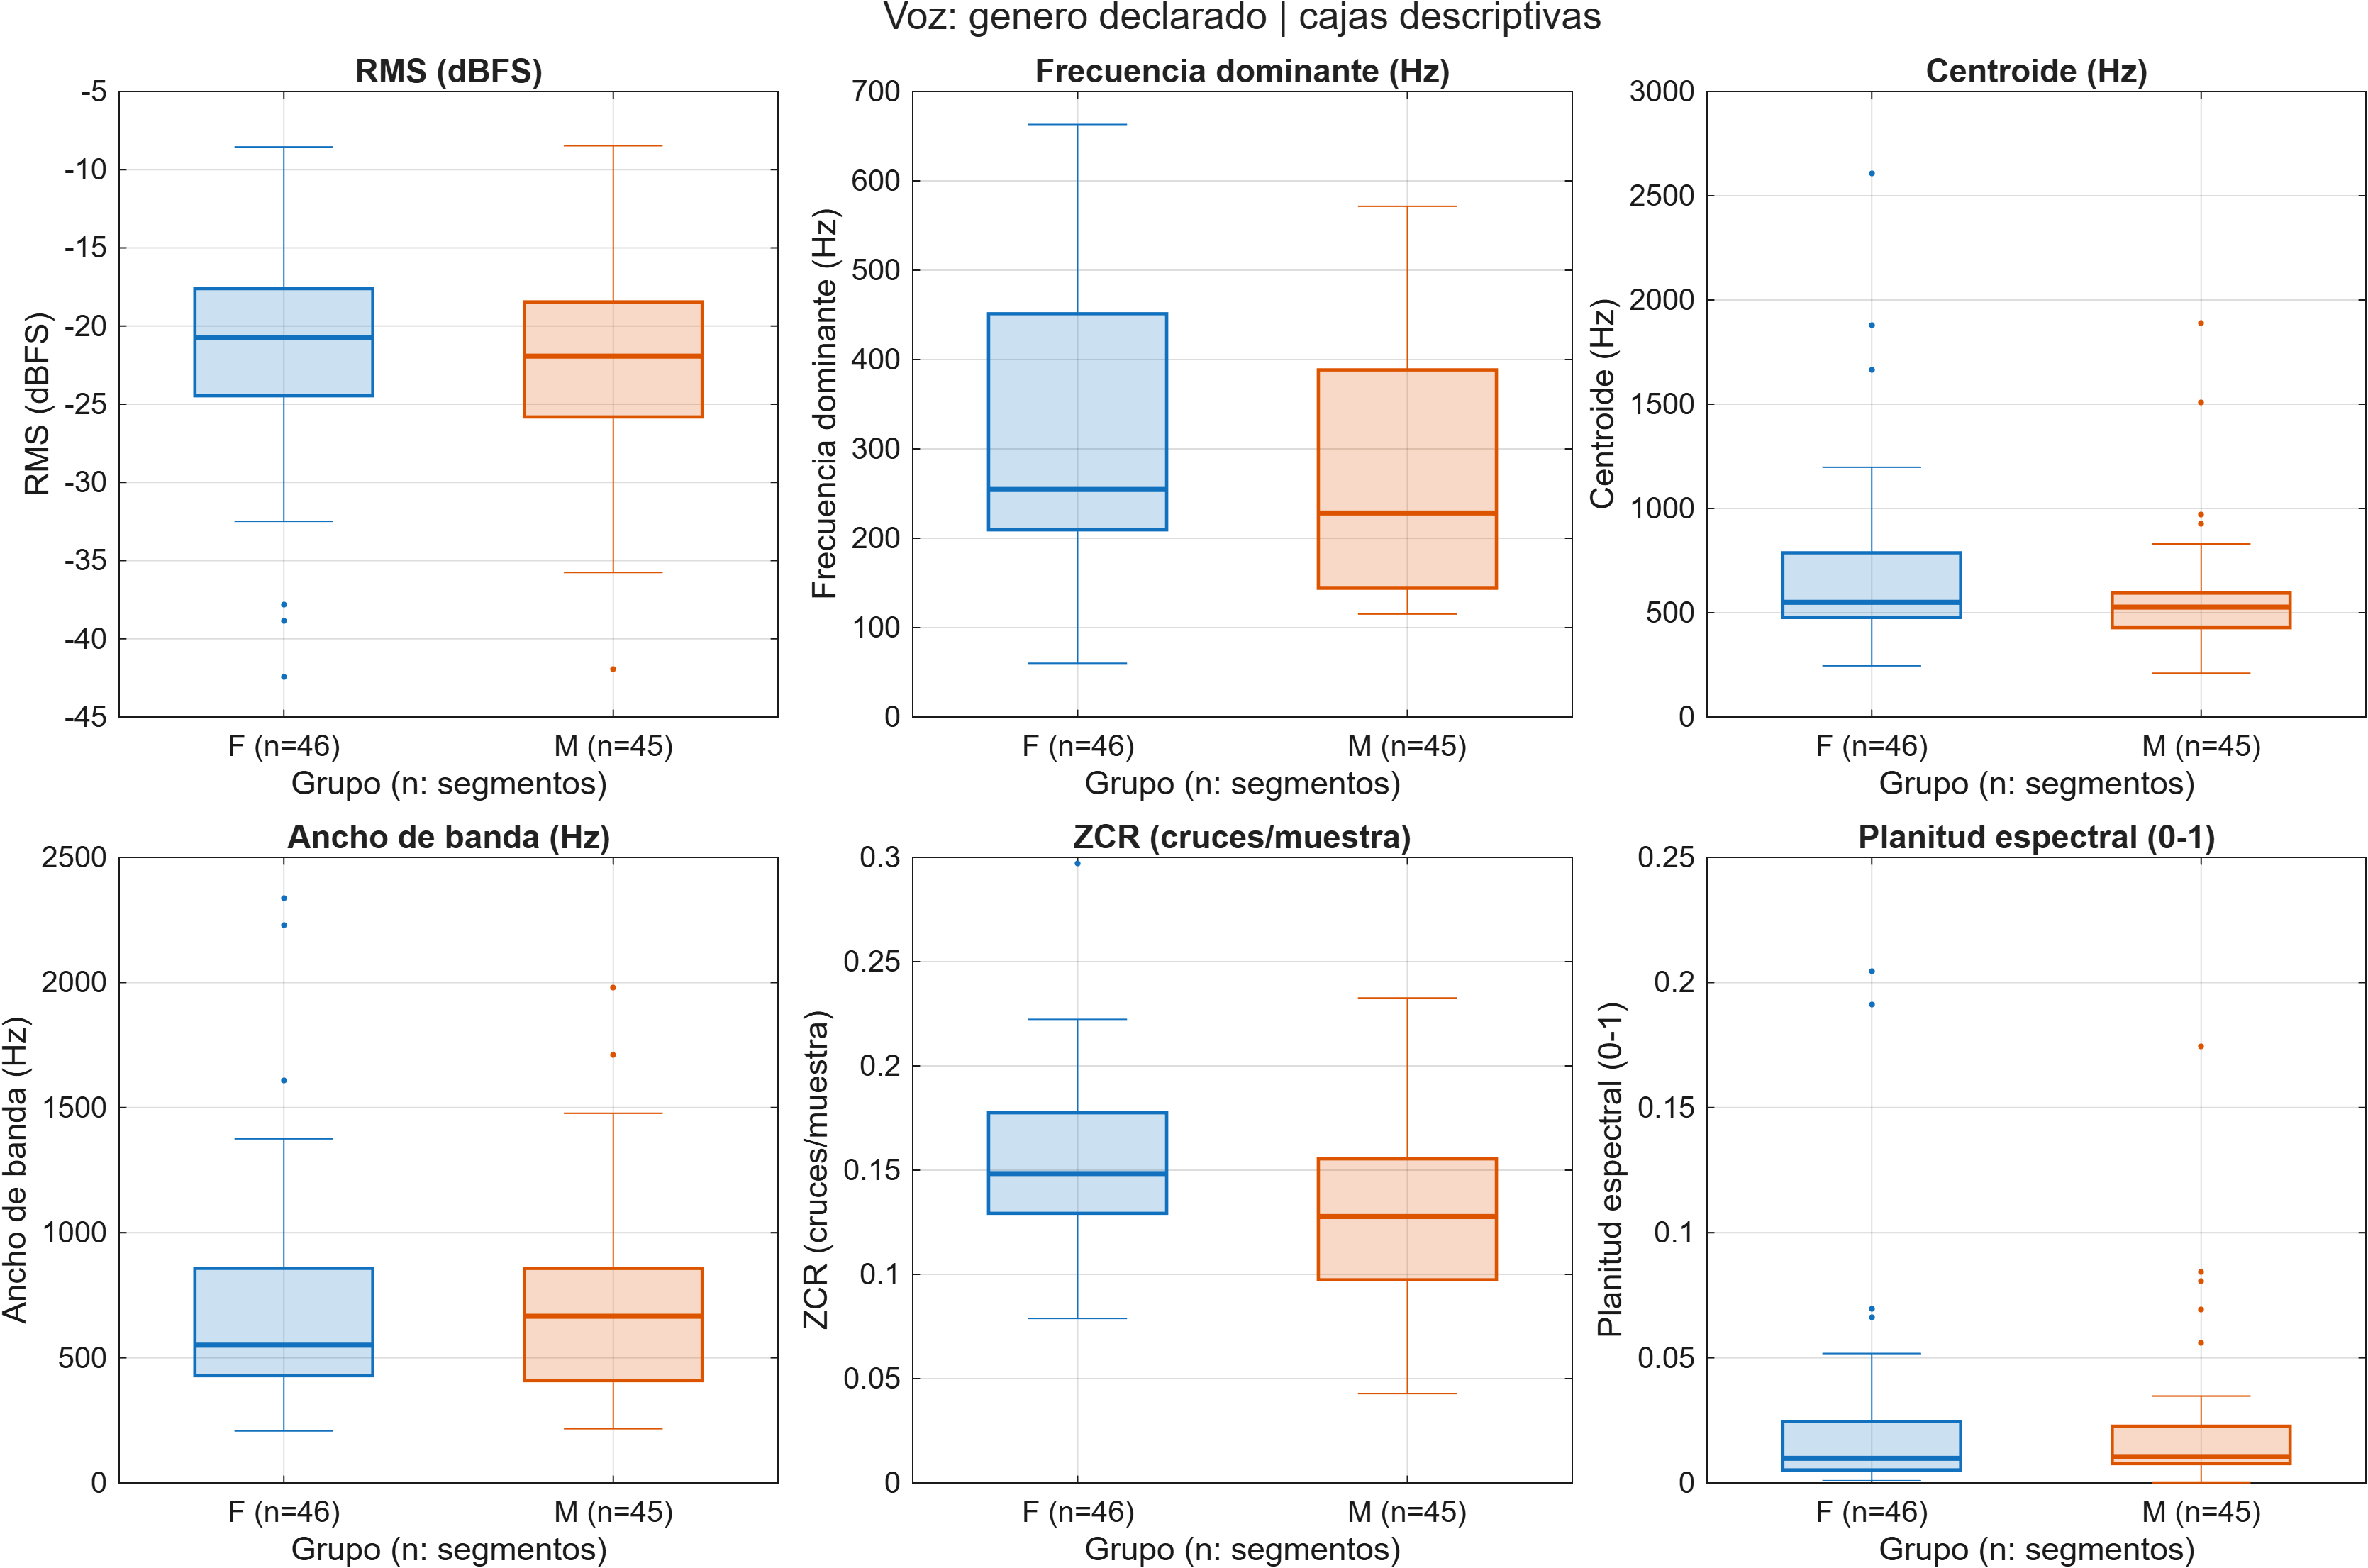 Voz: genero declarado | cajas descriptivas
RMS (dBFS)
-5
-10
-15
-20
-25
-30
-35
-40
-45
RMS (dBFS)
F (n=46)
M (n=45)
Grupo (n: segmentos)
Frecuencia dominante (Hz)
700
600
500
400
300
200
100
0
Frecuencia dominante (Hz)
F (n=46)
M (n=45)
Grupo (n: segmentos)
Centroide (Hz)
3000
2500
2000
1500
1000
500
0
Centroide (Hz)
F (n=46)
M (n=45)
Grupo (n: segmentos)
Ancho de banda (Hz)
2500
2000
1500
1000
500
0
Ancho de banda (Hz)
F (n=46)
M (n=45)
Grupo (n: segmentos)
ZCR (cruces/muestra)
0.3
0.25
0.2
0.15
0.1
0.05
0
ZCR (cruces/muestra)
F (n=46)
M (n=45)
Grupo (n: segmentos)
Planitud espectral (0-1)
0.25
0.2
0.15
0.1
0.05
0
Planitud espectral (0-1)
F (n=46)
M (n=45)
Grupo (n: segmentos)